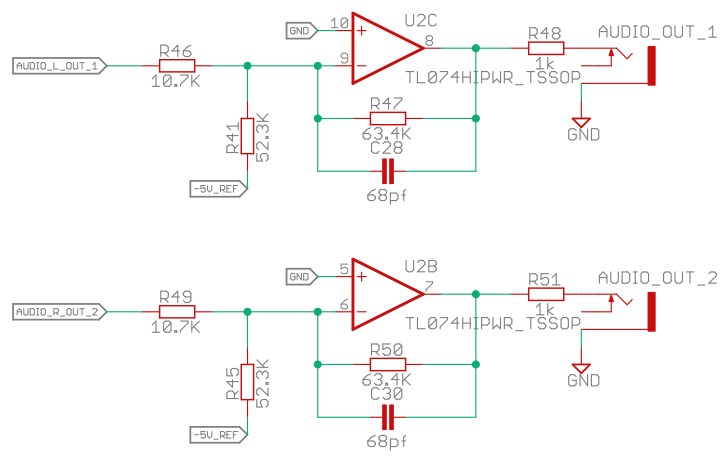 U2C
AUDIO_OUT_1
GND
10
8
R48
R46
AUDIO_L_OUT_1
9
1k
10.7K
TL074HIPWR_TSSOP
R47
R41
52.3K
63.4K
C28
GND
-5V_REF
68pf
U2B
AUDIO_OUT_2
GND
5
7
R51
R49
AUDIO_R_OUT_2
6
1k
10.7K
TL074HIPWR_TSSOP
R50
R45
52.3K
63.4K
C30
GND
-5V_REF
68pf